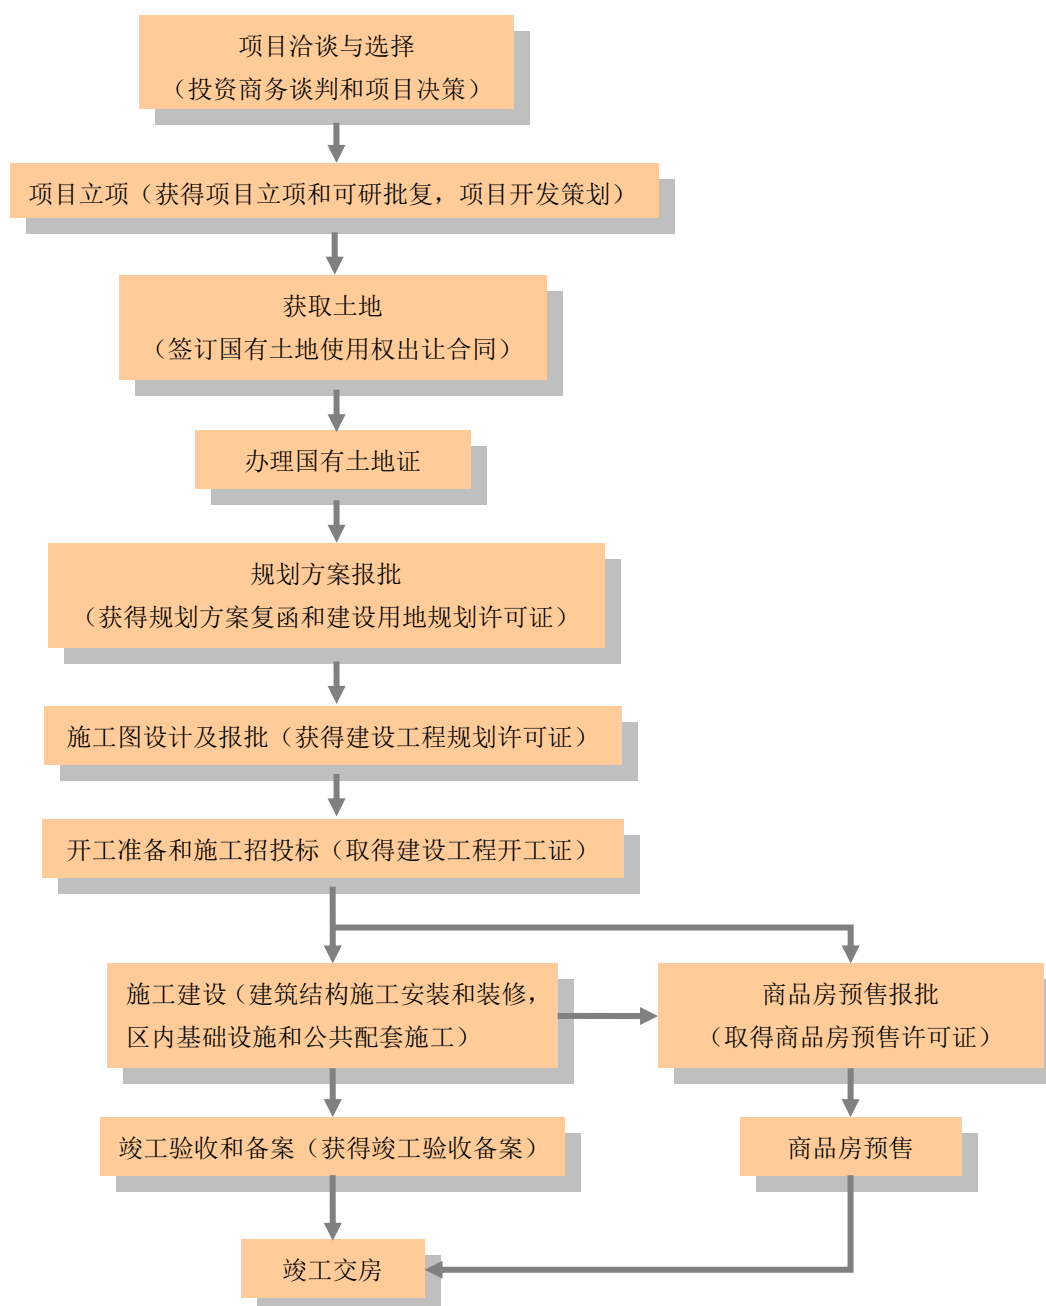 项目洽谈与选择
（投资商务谈判和项目决策）
项目立项（获得项目立项和可研批复，项目开发策划）
获取土地
（签订国有土地使用权出让合同）
办理国有土地证
规划方案报批
（获得规划方案复函和建设用地规划许可证）
施工图设计及报批（获得建设工程规划许可证）
开工准备和施工招投标（取得建设工程开工证）
施工建设（建筑结构施工安装和装修，
区内基础设施和公共配套施工）
商品房预售报批
（取得商品房预售许可证）
竣工验收和备案（获得竣工验收备案）
商品房预售
竣工交房